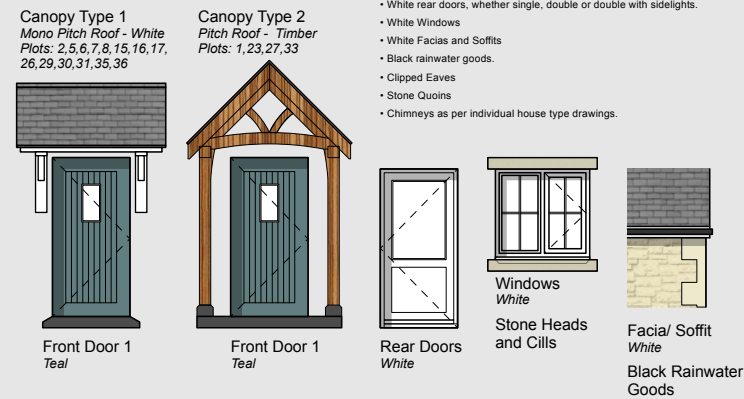 Canopy Type 1
Mono Pitch Roof - White
Plots: 2,5,6,7,8,15,16,17,
26,29,30,31,35,36
Canopy Type 2
Pitch Roof - Timber
Plots: 1,23,27,33
• White rear doors, whether single, double or double with sidelights.
• White Windows
• White Facias and Soffits
• Black rainwater goods.
• Clipped Eaves
• Stone Quoins
• Chimneys as per individual house type drawings.
Front Door 1
Teal
Front Door 1
Teal
Rear Doors
White
Windows
White
Stone Heads
and Cills
Facia/ Soffit
White
Black Rainwater
Goods